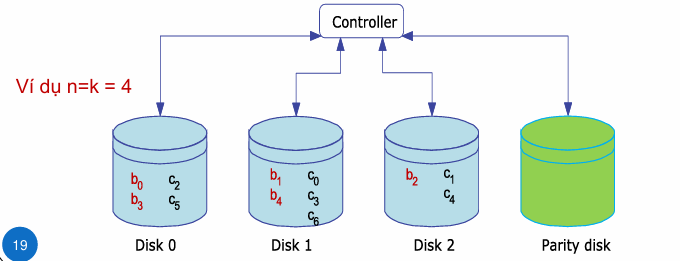 Controller
Ví dụ n=k = 4
b0 c2
b3 c5
b1 c0
b4 c3
c6
b2 c1
c4
Disk 0 Disk 1 Disk 2 Parity disk
19